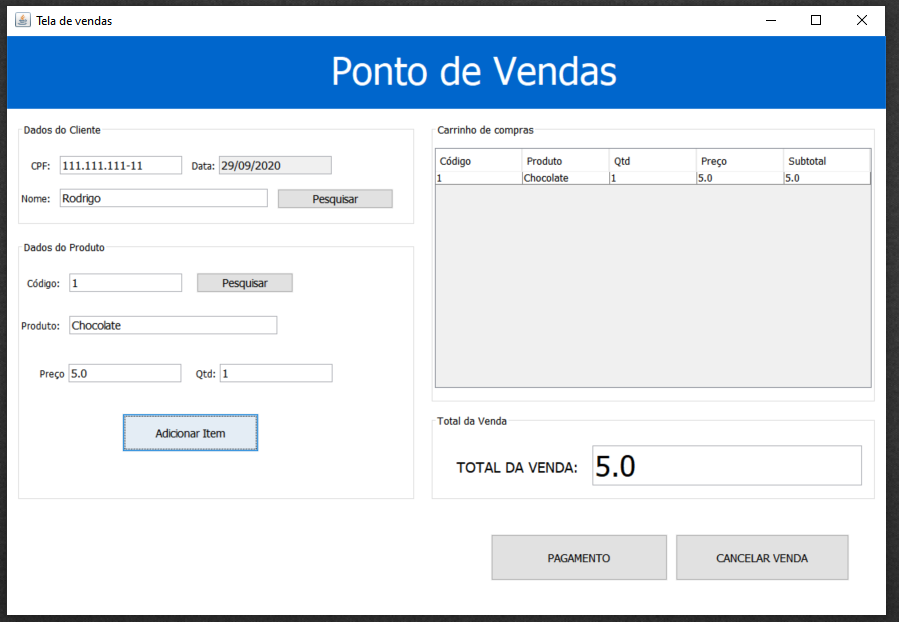 Tela de vendas
Ponto de Vendas
Dados do Cliente
CPF: 111.111.111-11 Data: 29/09/2020
Nome: Rodrigo Pesquisar
Dados do Produto
Código: 1 Pesquisar
Produto: Chocolate
Preço 5.0 Qtd: 1
Adicionar Item
Carrinho de compras
Código Produto Qtd Preço Subtotal
1 Chocolate 1 5.0 5.0
Total da Venda
TOTAL DA VENDA: 5.0
PAGAMENTO CANCELAR VENDA